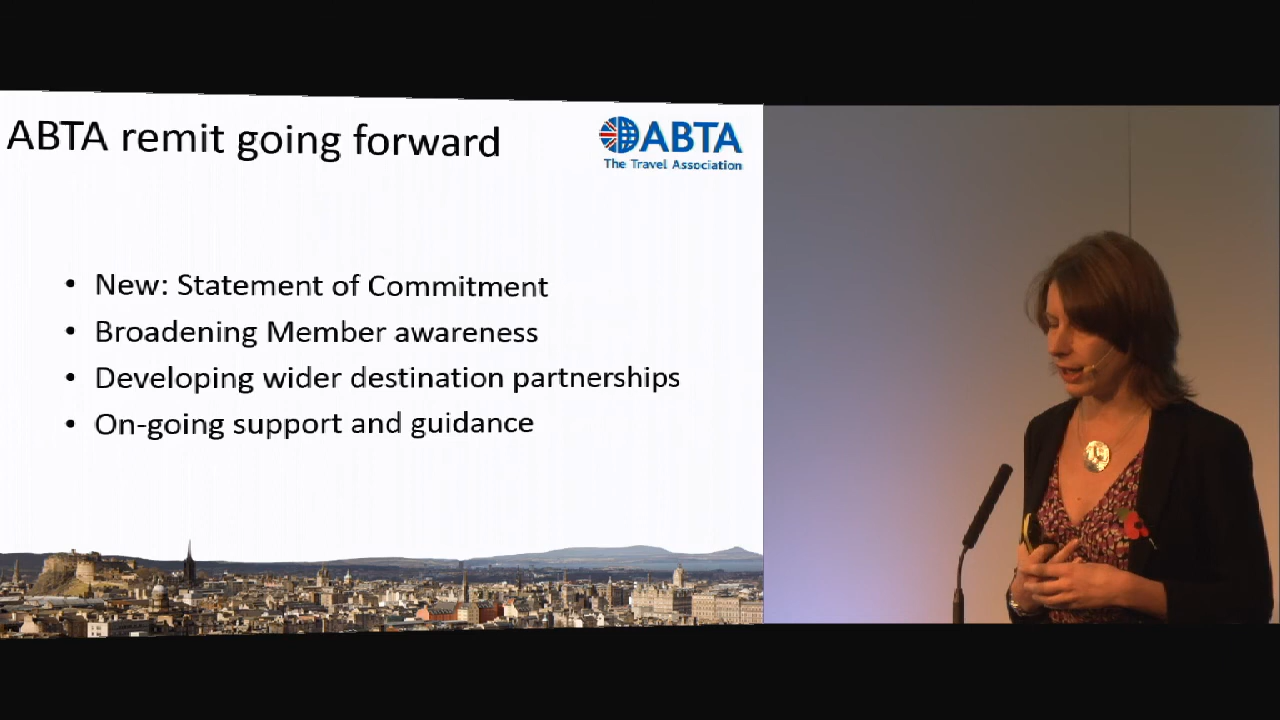 ABTA remit going forward
ABTA
The Travel Association
• New: Statement of Commitment
• Broadening Member awareness
• Developing wider destination partnerships
• On-going support and guidance